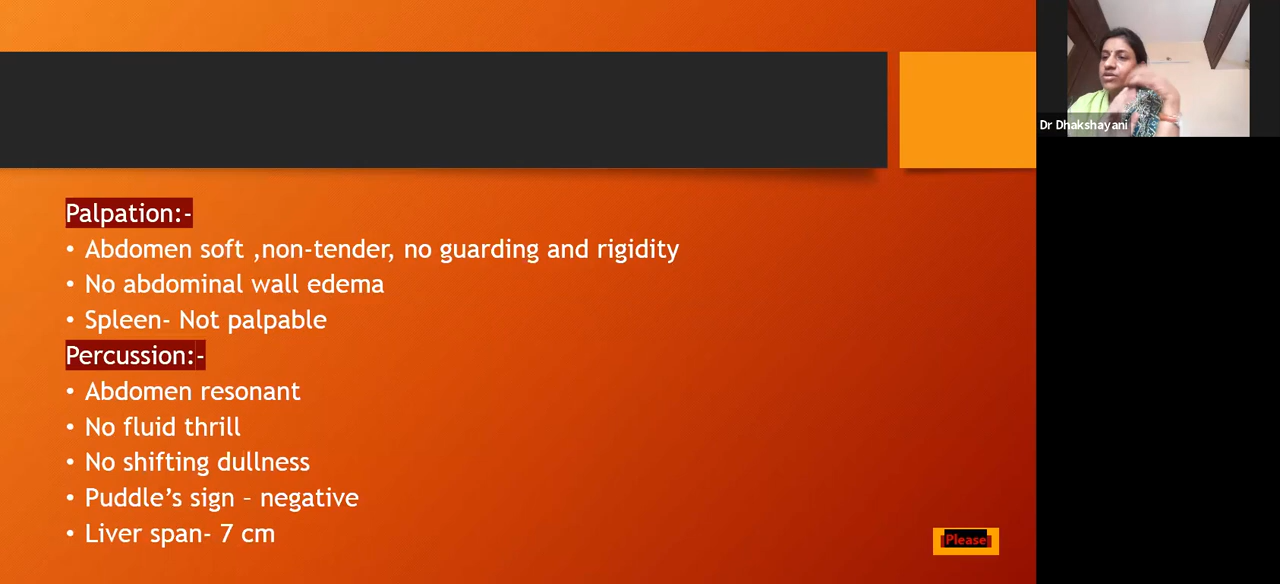 Palpation:-
• Abdomen soft ,non-tender, no guarding and rigidity
• No abdominal wall edema
• Spleen- Not palpable
Percussion:-
• Abdomen resonant
• No fluid thrill
• No shifting dullness
• Puddle’s sign – negative
• Liver span- 7 cm
Please
Dr Dhakshayani